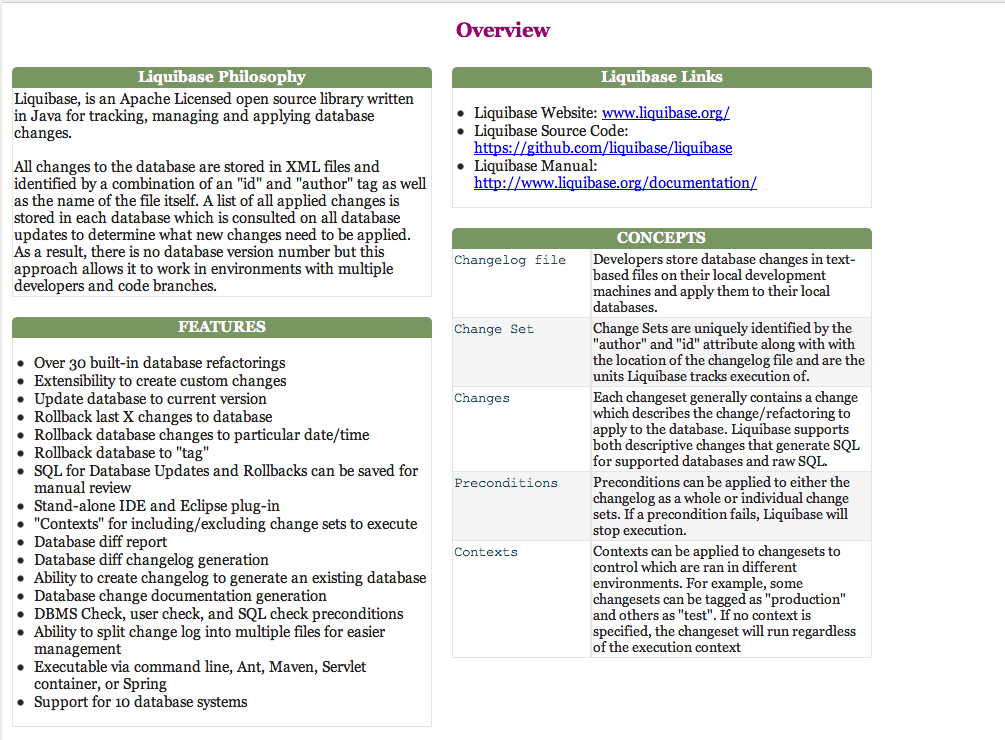 Overview
Liquibase Philosophy
Liquibase, is an Apache Licensed open source library written
in Java for tracking, managing and applying database
changes.
All changes to the database are stored in XML files and
identified by a combination of an "id" and "author" tag as well
as the name of the file itself. A list of all applied changes is
stored in each database which is consulted on all database
updates to determine what new changes need to be applied.
As a result, there is no database version number but this
approach allows it to work in environments with multiple
developers and code branches.
FEATURES
• Over 30 built-in database refactorings
• Extensibility to create custom changes
• Update database to current version
• Rollback last X changes to database
• Rollback database changes to particular date/time
• Rollback database to "tag"
• SQL for Database Updates and Rollbacks can be saved for
manual review
• Stand-alone IDE and Eclipse plug-in
• "Contexts" for including/excluding change sets to execute
• Database diff report
• Database diff changelog generation
• Ability to create changelog to generate an existing database
• Database change documentation generation
• DBMS Check, user check, and SQL check preconditions
• Ability to split change log into multiple files for easier
management
• Executable via command line, Ant, Maven, Servlet
container, or Spring
• Support for 10 database systems
Liquibase Links
• Liquibase Website: www.liquibase.org/
• Liquibase Source Code:
https://github.com/liquibase/liquibase
• Liquibase Manual:
http://www.liquibase.org/documentation/
CONCEPTS
Changelog file
Developers store database changes in text-
based files on their local development
machines and apply them to their local
databases.
Change Set
Change Sets are uniquely identified by the
"author" and "id" attribute along with with
the location of the changelog file and are the
units Liquibase tracks execution of.
Changes
Each changeset generally contains a change
which describes the change/refactoring to
apply to the database. Liquibase supports
both descriptive changes that generate SQL
for supported databases and raw SQL.
Preconditions
Preconditions can be applied to either the
changelog as a whole or individual change
sets. If a precondition fails, Liquibase will
stop execution.
Contexts
Contexts can be applied to changesets to
control which are ran in different
environments. For example, some
changesets can be tagged as "production"
and others as "test". If no context is
specified, the changeset will run regardless
of the execution context